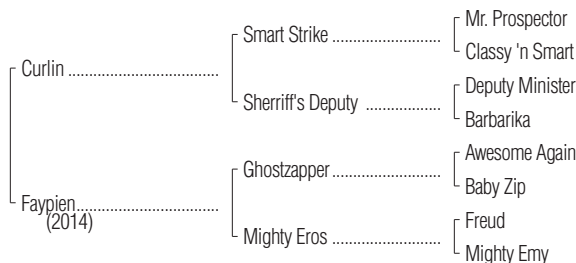 Mr. Prospector
Smart Strike ........................
Classy 'n Smart
Curlin .................................
Deputy Minister
Sherriff's Deputy ................
Barbarika
Awesome Again
Ghostzapper ........................
Baby Zip
Faypien...............................
(2014)
Freud
Mighty Eros ........................
Mighty Emy